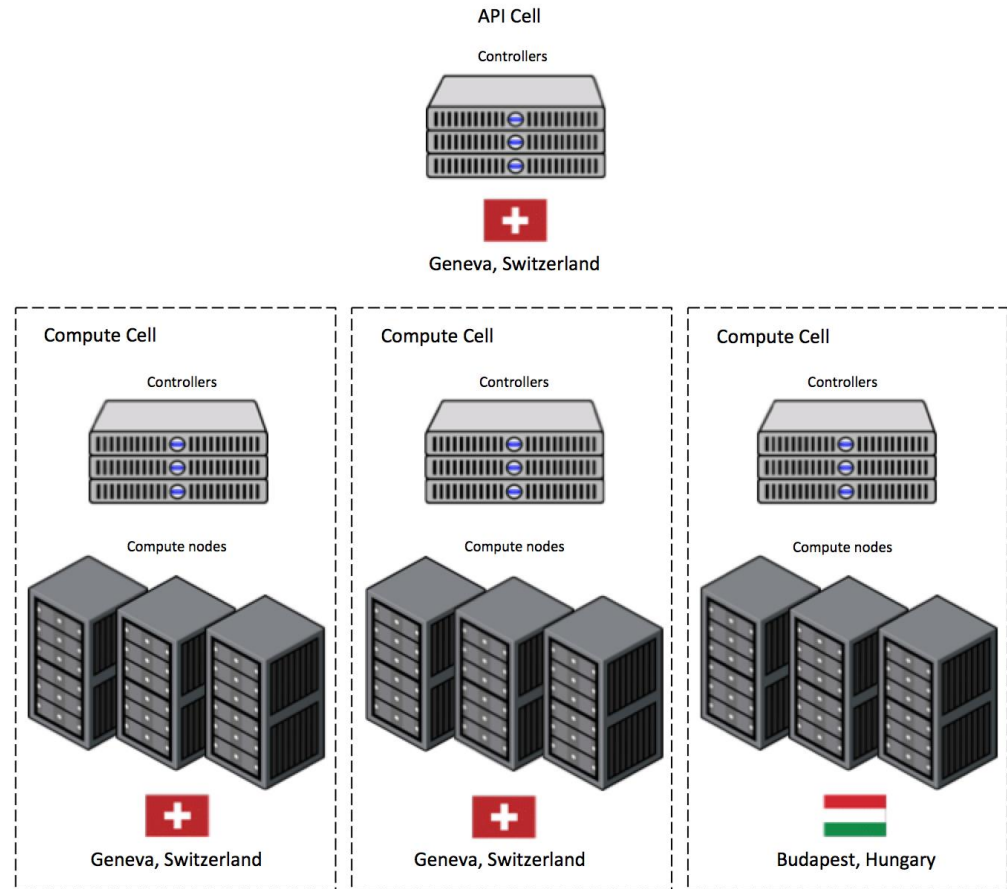 API Cell
Controllers
Geneva, Switzerland
Compute Cell
Controllers
Compute nodes
Geneva, Switzerland
Compute Cell
Controllers
Compute nodes
Geneva, Switzerland
Compute Cell
Controllers
Compute nodes
Budapest, Hungary